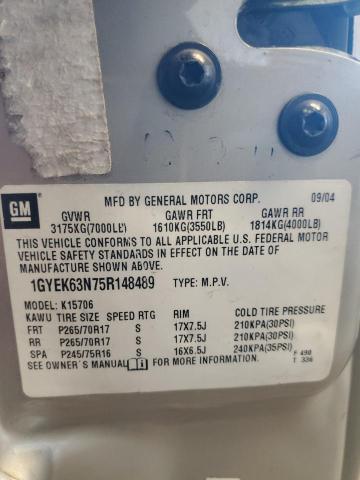 GM
MFD BY GENERAL MOTORS CORP. 09/04
GVWR GAWR FRT GAWR RR
3175KG(7000LB) 1610KG(3550LB) 1814KG(4000LB)
THIS VEHICLE CONFORMS TO ALL APPLICABLE U.S. FEDERAL MOTOR
VEHICLE SAFETY STANDARDS IN EFFECT ON THE DATE OF
MANUFACTURE SHOWN ABOVE.
1GYEK63N75R148489 TYPE: M.P.V.
MODEL: K15706
KAWU TIRE SIZE SPEED RTG RIM COLD TIRE PRESSURE
FRT P265/70R17 S 17X7.5J 210KPA(30PSI)
RR P265/70R17 S 17X7.5J 210KPA(30PSI)
SPA P245/75R16 S 16X6.5J 240KPA(35PSI)
SEE OWNER'S MANUAL FOR MORE INFORMATION.
F 490
T 336